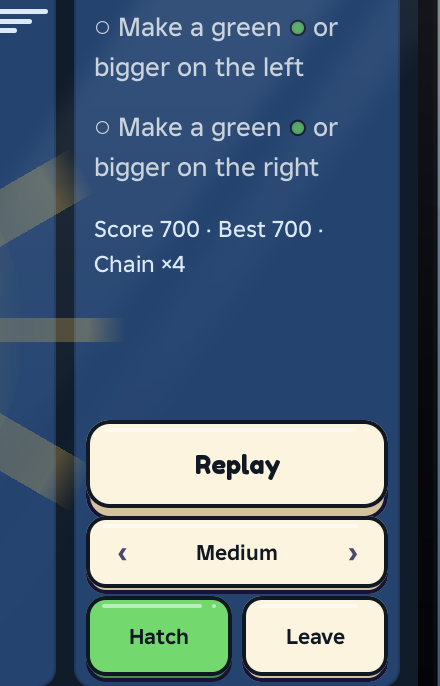 ○ Make a green or
bigger on the left
○ Make a green or
bigger on the right
Score 700 · Best 700 ·
Chain ×4
Replay
‹ Medium ›
Hatch Leave